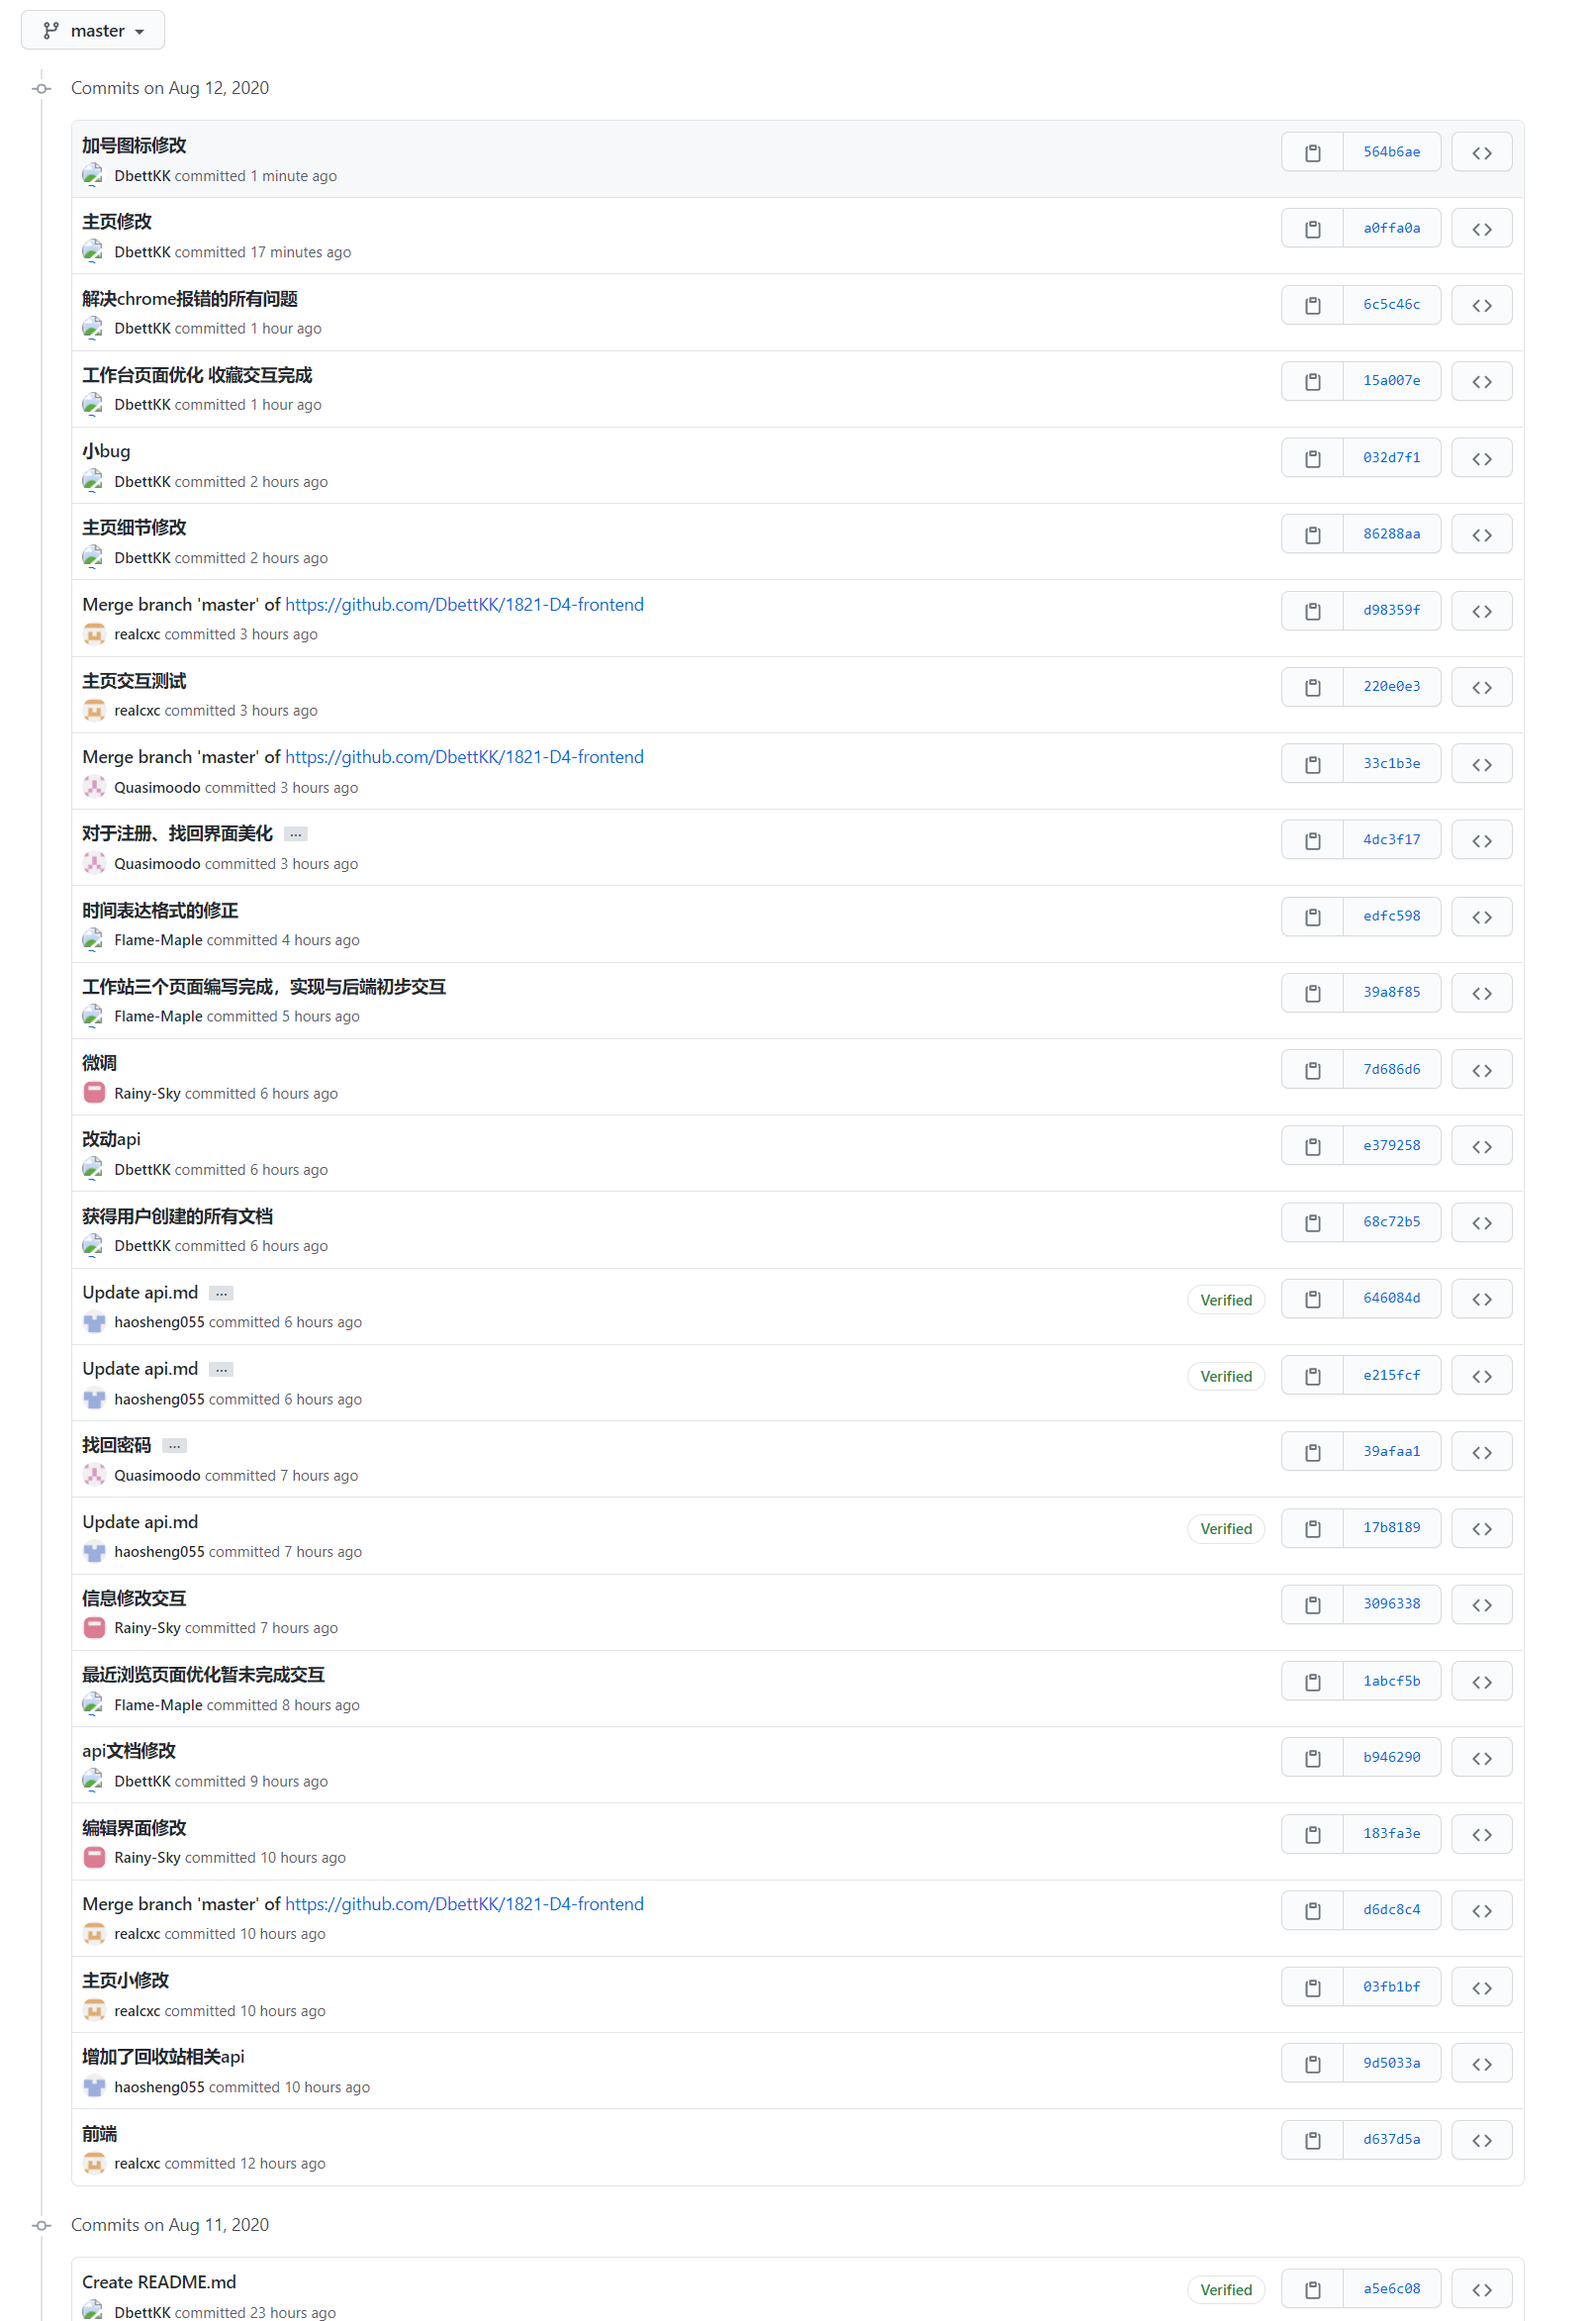 master
Commits on Aug 12, 2020
加号图标修改
564b6ae
DbettKK committed 1 minute ago
主页修改
a0ffa0a
DbettKK committed 17 minutes ago
解决chrome报错的所有问题
6c5c46c
DbettKK committed 1 hour ago
工作台页面优化 收藏交互完成
15a007e
DbettKK committed 1 hour ago
小bug
032d7f1
DbettKK committed 2 hours ago
主页细节修改
86288aa
DbettKK committed 2 hours ago
Merge branch 'master' of https://github.com/DbettKK/1821-D4-frontend
d98359f
realcxc committed 3 hours ago
主页交互测试
220e0e3
realcxc committed 3 hours ago
Merge branch 'master' of https://github.com/DbettKK/1821-D4-frontend
33c1b3e
Quasimoodo committed 3 hours ago
对于注册、找回界面美化 …
4dc3f17
Quasimoodo committed 3 hours ago
时间表达格式的修正
edfc598
Flame-Maple committed 4 hours ago
工作站三个页面编写完成，实现与后端初步交互
39a8f85
Flame-Maple committed 5 hours ago
微调
7d686d6
Rainy-Sky committed 6 hours ago
改动api
e379258
DbettKK committed 6 hours ago
获得用户创建的所有文档
68c72b5
DbettKK committed 6 hours ago
Update api.md …
Verified 646084d
haosheng055 committed 6 hours ago
Update api.md …
Verified e215fcf
haosheng055 committed 6 hours ago
找回密码 …
39afaa1
Quasimoodo committed 7 hours ago
Update api.md
Verified 17b8189
haosheng055 committed 7 hours ago
信息修改交互
3096338
Rainy-Sky committed 7 hours ago
最近浏览页面优化暂未完成交互
1abcf5b
Flame-Maple committed 8 hours ago
api文档修改
b946290
DbettKK committed 9 hours ago
编辑界面修改
183fa3e
Rainy-Sky committed 10 hours ago
Merge branch 'master' of https://github.com/DbettKK/1821-D4-frontend
d6dc8c4
realcxc committed 10 hours ago
主页小修改
03fb1bf
realcxc committed 10 hours ago
增加了回收站相关api
9d5033a
haosheng055 committed 10 hours ago
前端
d637d5a
realcxc committed 12 hours ago
Commits on Aug 11, 2020
Create README.md
Verified a5e6c08
DbettKK committed 23 hours ago